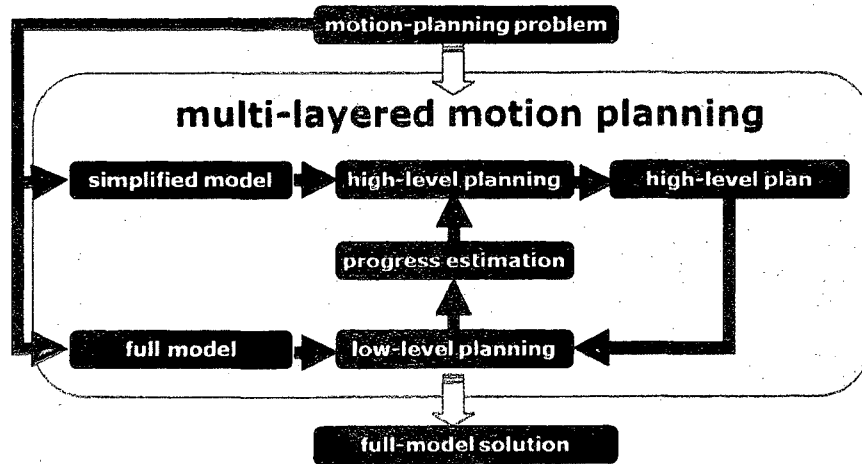 motion-planning problem
multi-layered motion planning
simplified model
high-level planning
high-level plan
progress estimation
full model
low-level planning
full-model solution